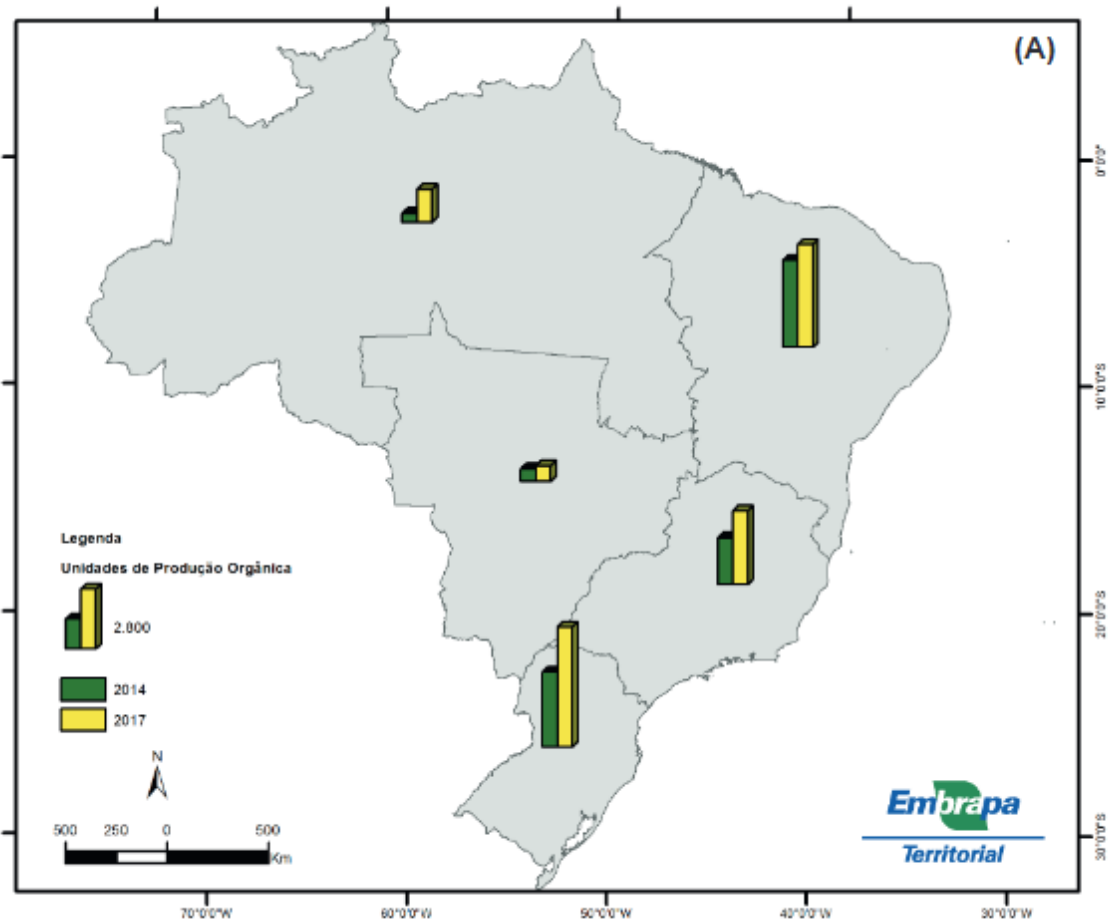 (A)
0°0'0"
10°0'0"S
20°0'0"S
30°0'0"S
Legenda
Unidades de Produção Orgânica
2.800
2014
2017
N
500 250 0 500
Km
Embrapa
Territorial
70°0'0"W 60°0'0"W 50°0'0"W 40°0'0"W 30°0'0"W